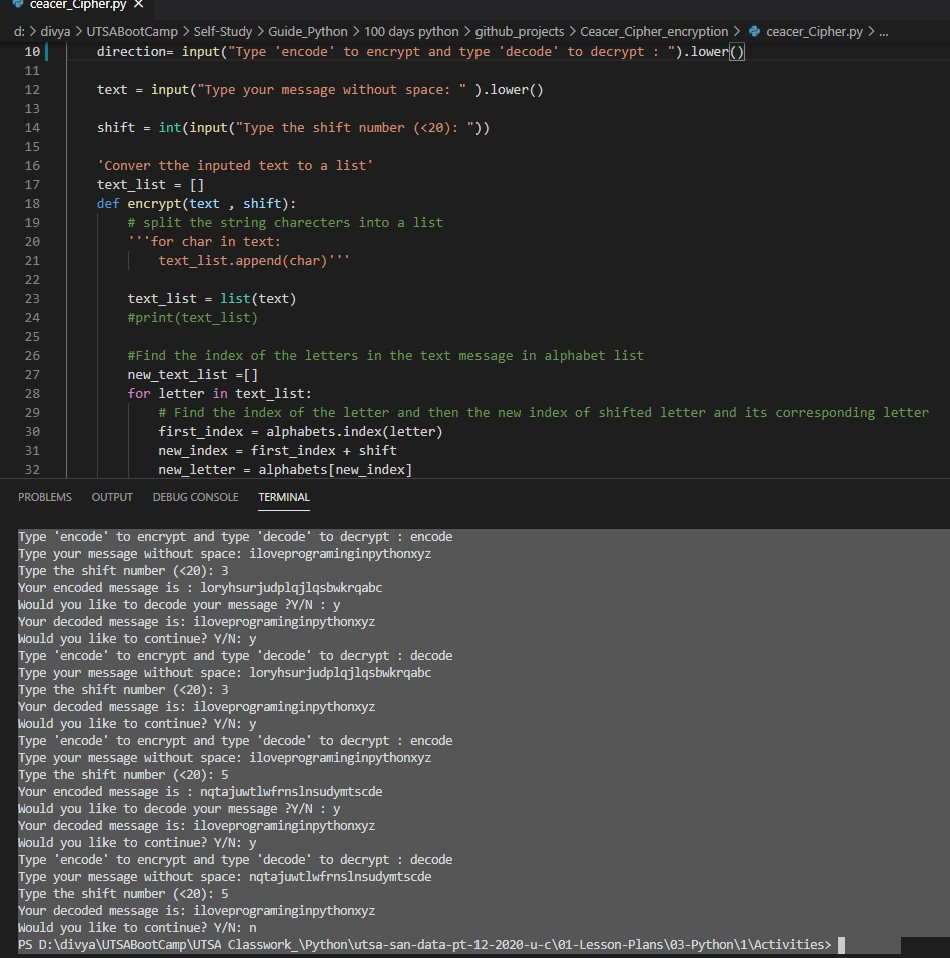 ceacer_Cipher.py ×
d: > divya > UTSABootCamp > Self-Study > Guide_Python > 100 days python > github_projects > Ceacer_Cipher_encryption > ceacer_Cipher.py > ...
10 direction= input("Type 'encode' to encrypt and type 'decode' to decrypt : ").lower()
11
12 text = input("Type your message without space: " ).lower()
13
14 shift = int(input("Type the shift number (<20): "))
15
16 'Conver tthe inputed text to a list'
17 text_list = []
18 def encrypt(text , shift):
19 # split the string charecters into a list
20 '''for char in text:
21 text_list.append(char)'''
22
23 text_list = list(text)
24 #print(text_list)
25
26 #Find the index of the letters in the text message in alphabet list
27 new_text_list =[]
28 for letter in text_list:
29 # Find the index of the letter and then the new index of shifted letter and its corresponding letter
30 first_index = alphabets.index(letter)
31 new_index = first_index + shift
32 new_letter = alphabets[new_index]
PROBLEMS OUTPUT DEBUG CONSOLE TERMINAL
Type 'encode' to encrypt and type 'decode' to decrypt : encode
Type your message without space: iloveprograminginpythonxyz
Type the shift number (<20): 3
Your encoded message is : loryhsurjudplqjlqsbwkrqabc
Would you like to decode your message ?Y/N : y
Your decoded message is: iloveprograminginpythonxyz
Would you like to continue? Y/N: y
Type 'encode' to encrypt and type 'decode' to decrypt : decode
Type your message without space: loryhsurjudplqjlqsbwkrqabc
Type the shift number (<20): 3
Your decoded message is: iloveprograminginpythonxyz
Would you like to continue? Y/N: y
Type 'encode' to encrypt and type 'decode' to decrypt : encode
Type your message without space: iloveprograminginpythonxyz
Type the shift number (<20): 5
Your encoded message is : nqtajuwtlwfrnslnsudymtscde
Would you like to decode your message ?Y/N : y
Your decoded message is: iloveprograminginpythonxyz
Would you like to continue? Y/N: y
Type 'encode' to encrypt and type 'decode' to decrypt : decode
Type your message without space: nqtajuwtlwfrnslnsudymtscde
Type the shift number (<20): 5
Your decoded message is: iloveprograminginpythonxyz
Would you like to continue? Y/N: n
PS D:\divya\UTSABootCamp\UTSA Classwork_\Python\utsa-san-data-pt-12-2020-u-c\01-Lesson-Plans\03-Python\1\Activities>